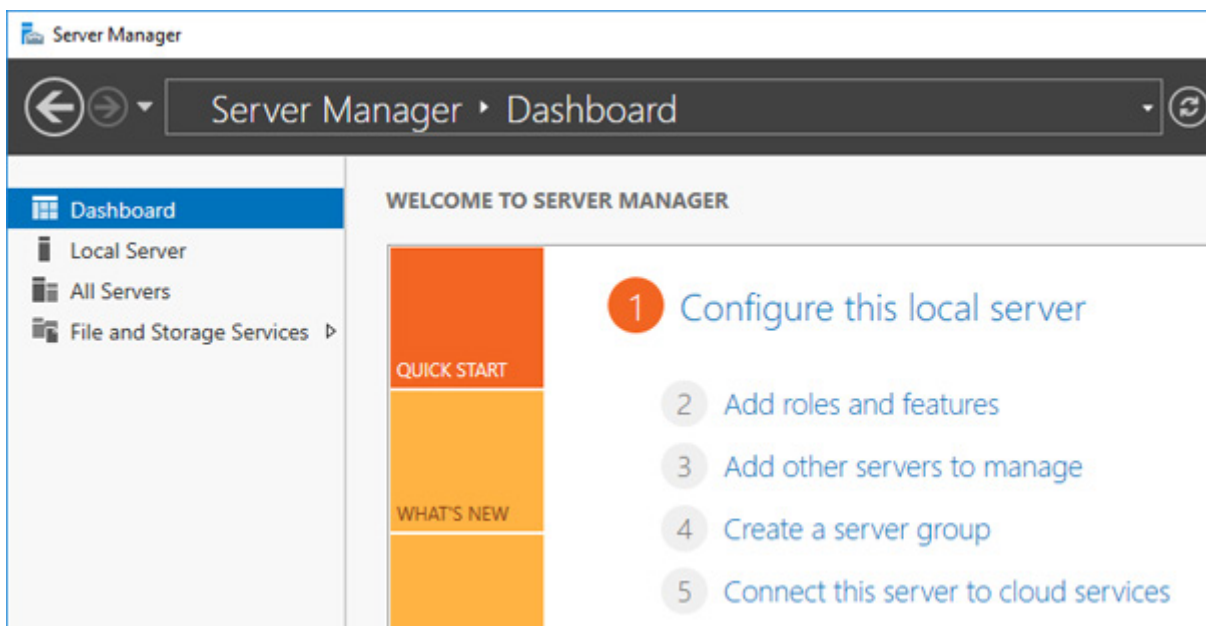 Server Manager
Server Manager ‣ Dashboard
Dashboard
Local Server
All Servers
File and Storage Services
WELCOME TO SERVER MANAGER
QUICK START
WHAT'S NEW
1 Configure this local server
2 Add roles and features
3 Add other servers to manage
4 Create a server group
5 Connect this server to cloud services